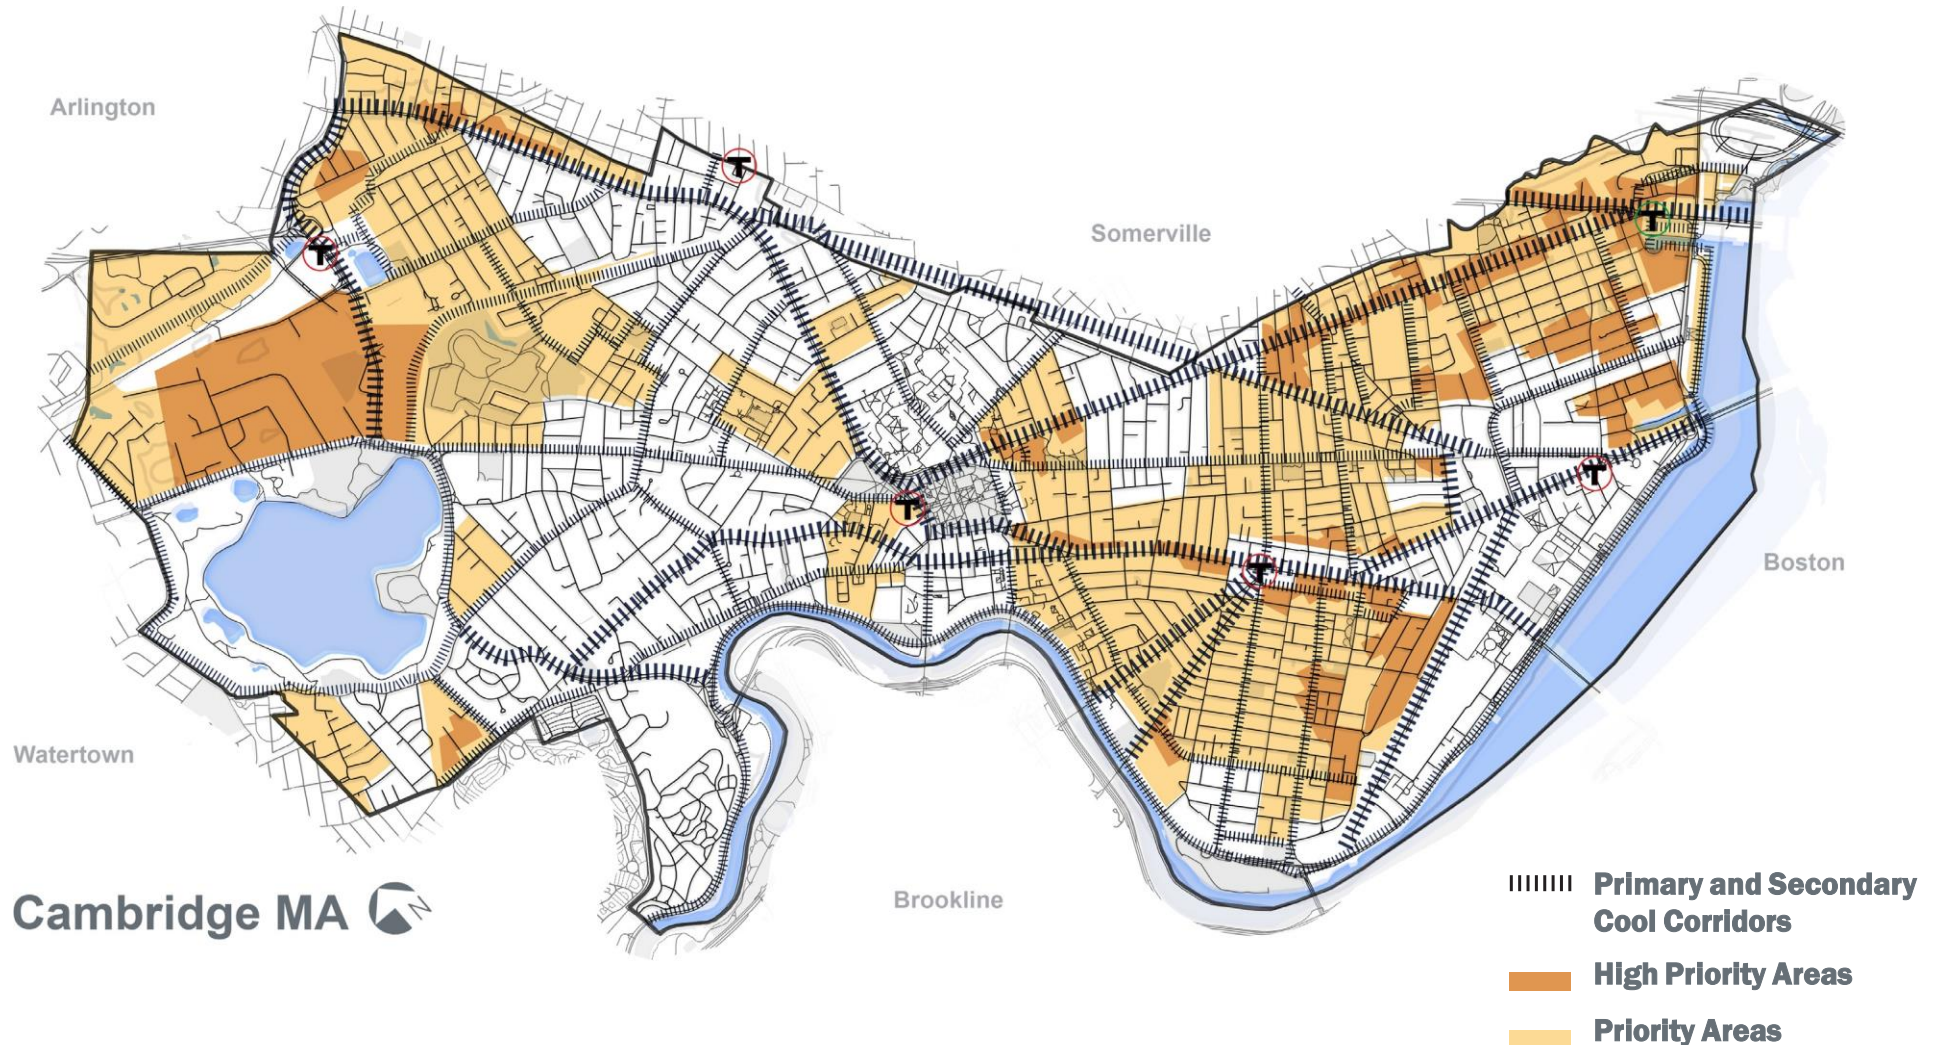 Arlington
Somerville
Boston
Watertown
Brookline
Cambridge MA N
Primary and Secondary
Cool Corridors
High Priority Areas
Priority Areas
T
T
T
T
T
T